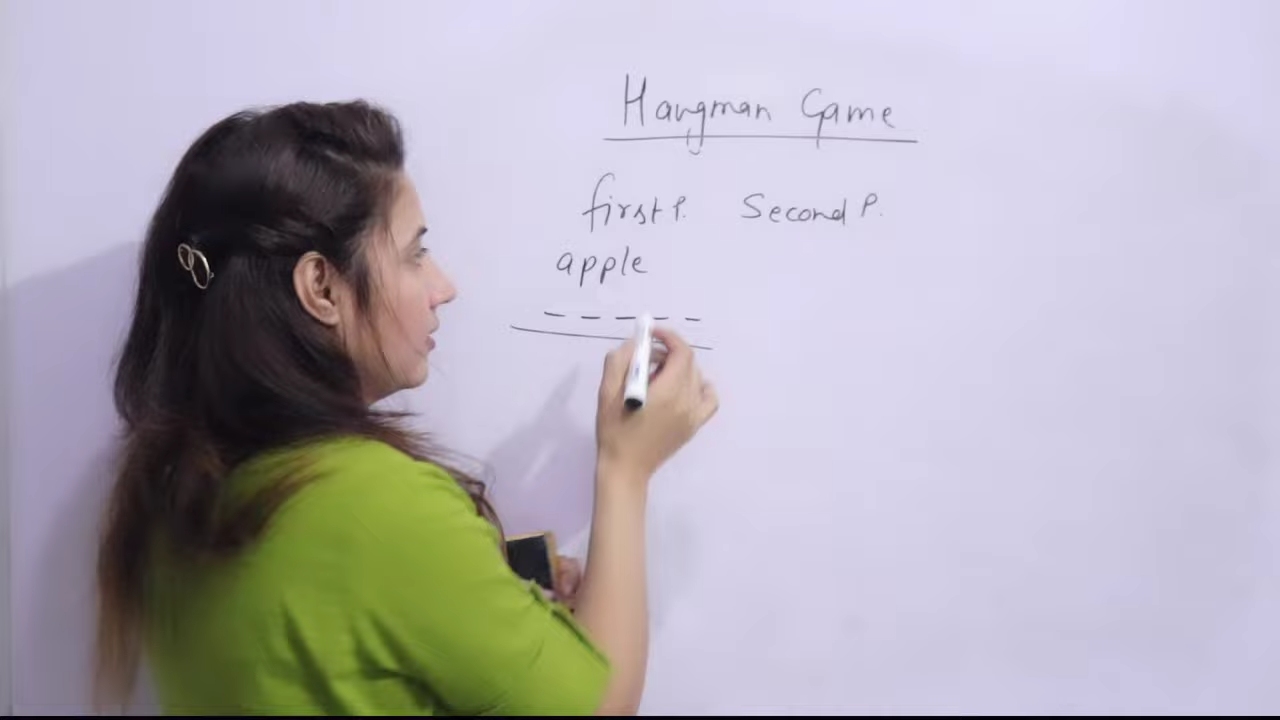 Hangman Game
first P. Second P.
apple
_ _ _ _ _